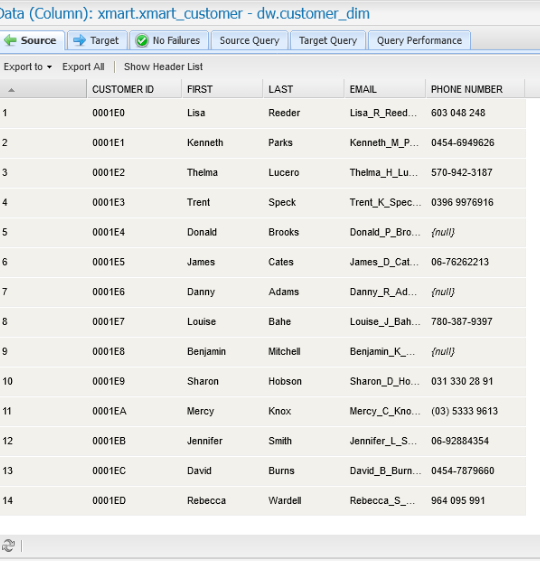 Data (Column): xmart.xmart_customer - dw.customer_dim
Source Target No Failures Source Query Target Query Query Performance
Export to Export All Show Header List
CUSTOMER ID FIRST LAST EMAIL PHONE NUMBER
1 0001E0 Lisa Reeder Lisa_R_Reed... 603 048 248
2 0001E1 Kenneth Parks Kenneth_M_P... 0454-6949626
3 0001E2 Thelma Lucero Thelma_H_Lu... 570-942-3187
4 0001E3 Trent Speck Trent_K_Spec... 0396 9976916
5 0001E4 Donald Brooks Donald_P_Bro... {null}
6 0001E5 James Cates James_D_Cat... 06-76262213
7 0001E6 Danny Adams Danny_R_Ad... {null}
8 0001E7 Louise Bahe Louise_J_Bah... 780-387-9397
9 0001E8 Benjamin Mitchell Benjamin_K_... {null}
10 0001E9 Sharon Hobson Sharon_D_Ho... 031 330 28 91
11 0001EA Mercy Knox Mercy_C_Kno... (03) 5333 9613
12 0001EB Jennifer Smith Jennifer_L_S... 06-92884354
13 0001EC David Burns David_B_Burn... 0454-7879660
14 0001ED Rebecca Wardell Rebecca_S_... 964 095 991